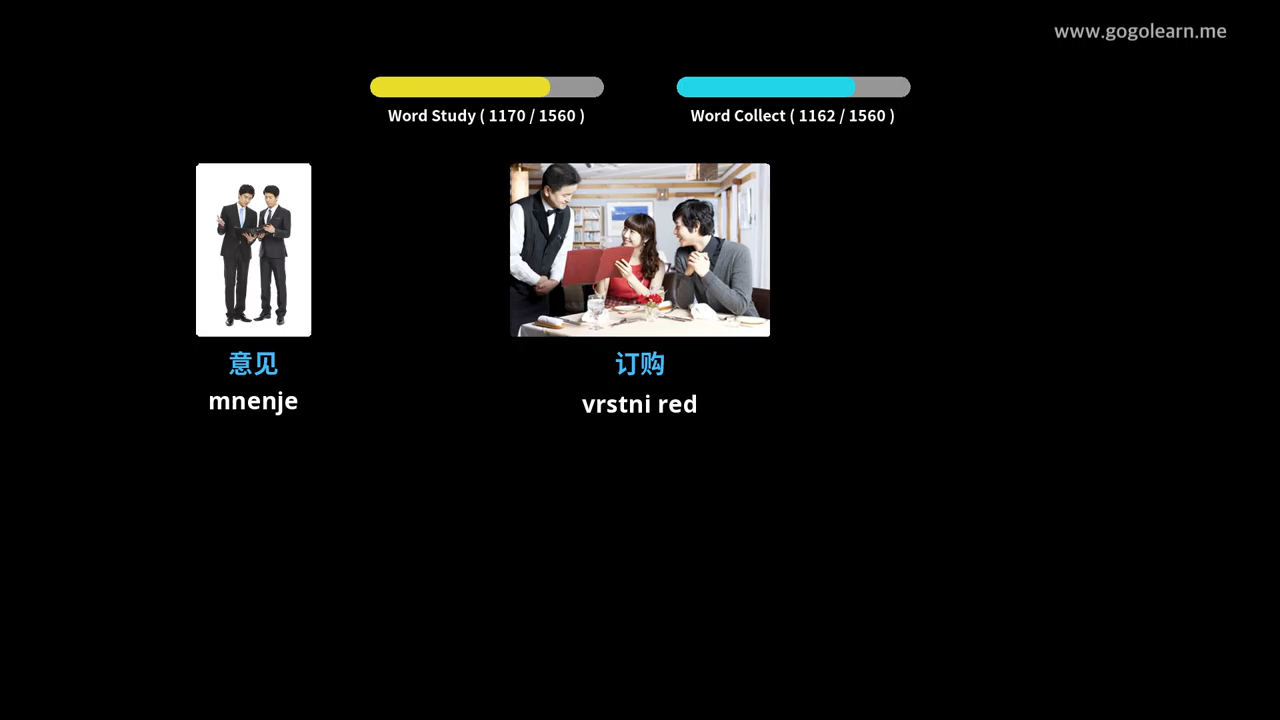 www.gogolearn.me
Word Study ( 1170 / 1560 )
Word Collect ( 1162 / 1560 )
意见
mnenje
订购
vrstni red